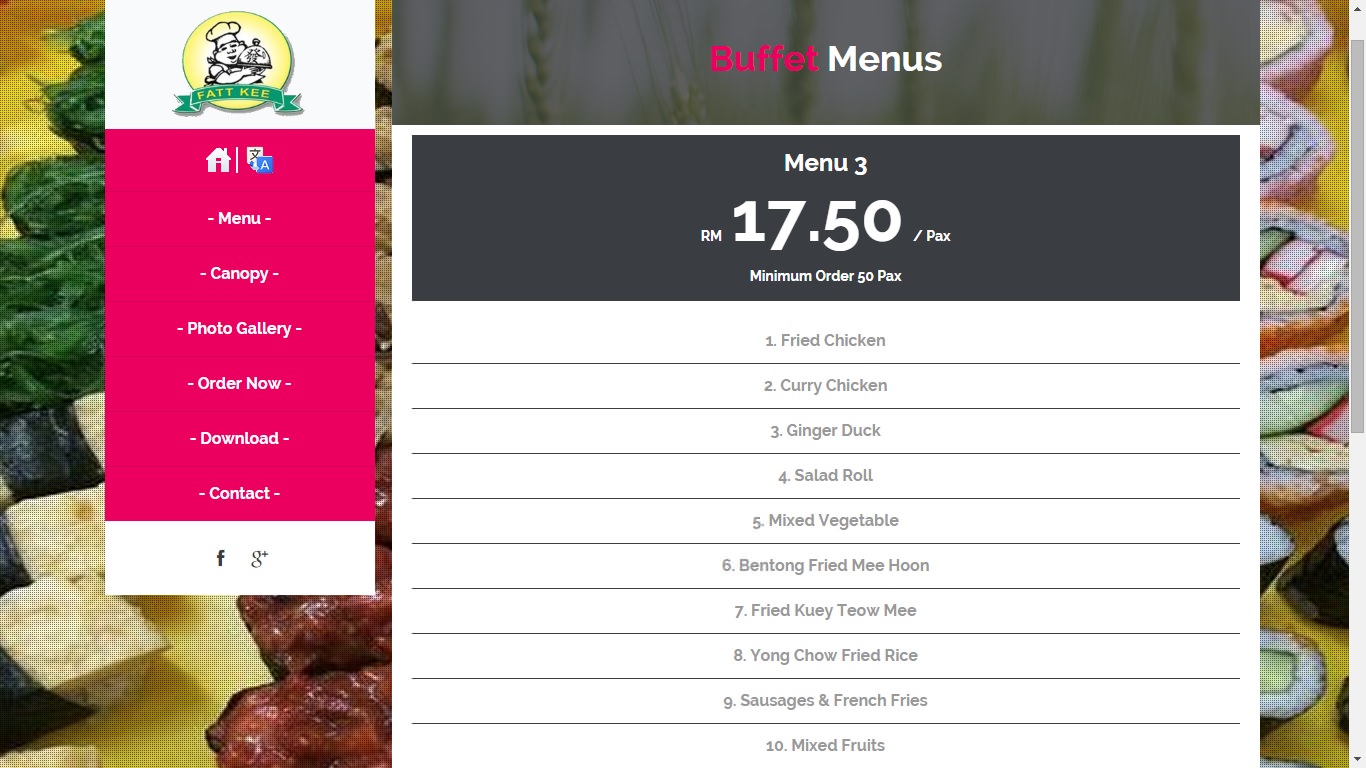 FATT KEE
文 A
- Menu -
- Canopy -
- Photo Gallery -
- Order Now -
- Download -
- Contact -
f g+
Buffet Menus
Menu 3
RM 17.50 / Pax
Minimum Order 50 Pax
1. Fried Chicken
2. Curry Chicken
3. Ginger Duck
4. Salad Roll
5. Mixed Vegetable
6. Bentong Fried Mee Hoon
7. Fried Kuey Teow Mee
8. Yong Chow Fried Rice
9. Sausages & French Fries
10. Mixed Fruits